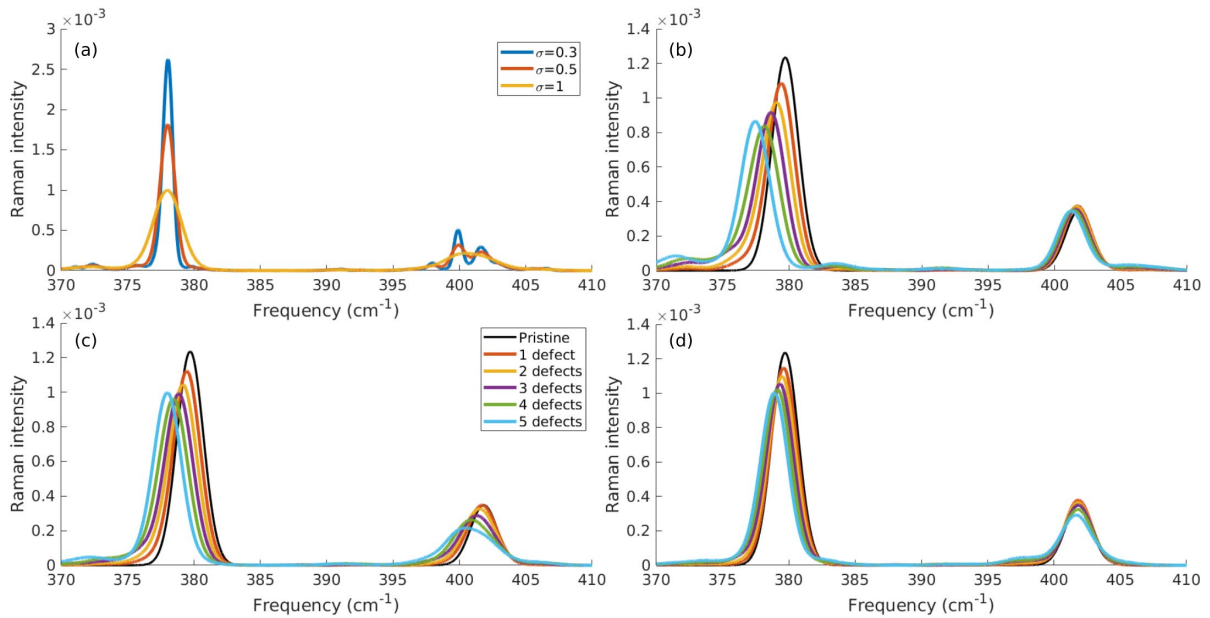 ×10⁻³
(a)
3
2.5
2
1.5
1
0.5
0
Raman intensity
σ=0.3
σ=0.5
σ=1
370 375 380 385 390 395 400 405 410
Frequency (cm⁻¹)
×10⁻³
(b)
1.4
1.2
1
0.8
0.6
0.4
0.2
0
Raman intensity
370 375 380 385 390 395 400 405 410
Frequency (cm⁻¹)
×10⁻³
(c)
1.4
1.2
1
0.8
0.6
0.4
0.2
0
Raman intensity
Pristine
1 defect
2 defects
3 defects
4 defects
5 defects
370 375 380 385 390 395 400 405 410
Frequency (cm⁻¹)
×10⁻³
(d)
1.4
1.2
1
0.8
0.6
0.4
0.2
0
Raman intensity
370 375 380 385 390 395 400 405 410
Frequency (cm⁻¹)